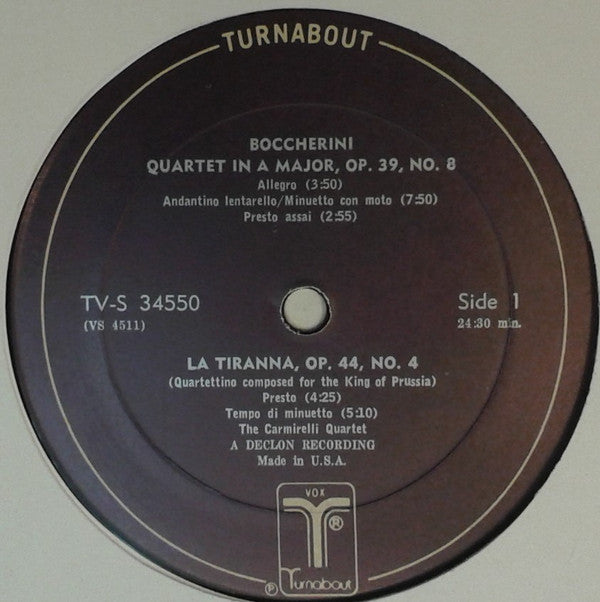 TURNABOUT
BOCCHERINI
QUARTET IN A MAJOR, OP. 39, NO. 8
Allegro (3:50)
Andantino lentarello/Minuetto con moto (7:50)
Presto assai (2:55)
TV-S 34550
(VS 4511)
Side 1
24:30 min.
LA TIRANNA, OP. 44, NO. 4
(Quartettino composed for the King of Prussia)
Presto (4:25)
Tempo di minuetto (5:10)
The Carmirelli Quartet
A DECLON RECORDING
Made in U.S.A.
VOX
T®
℗ Turnabout